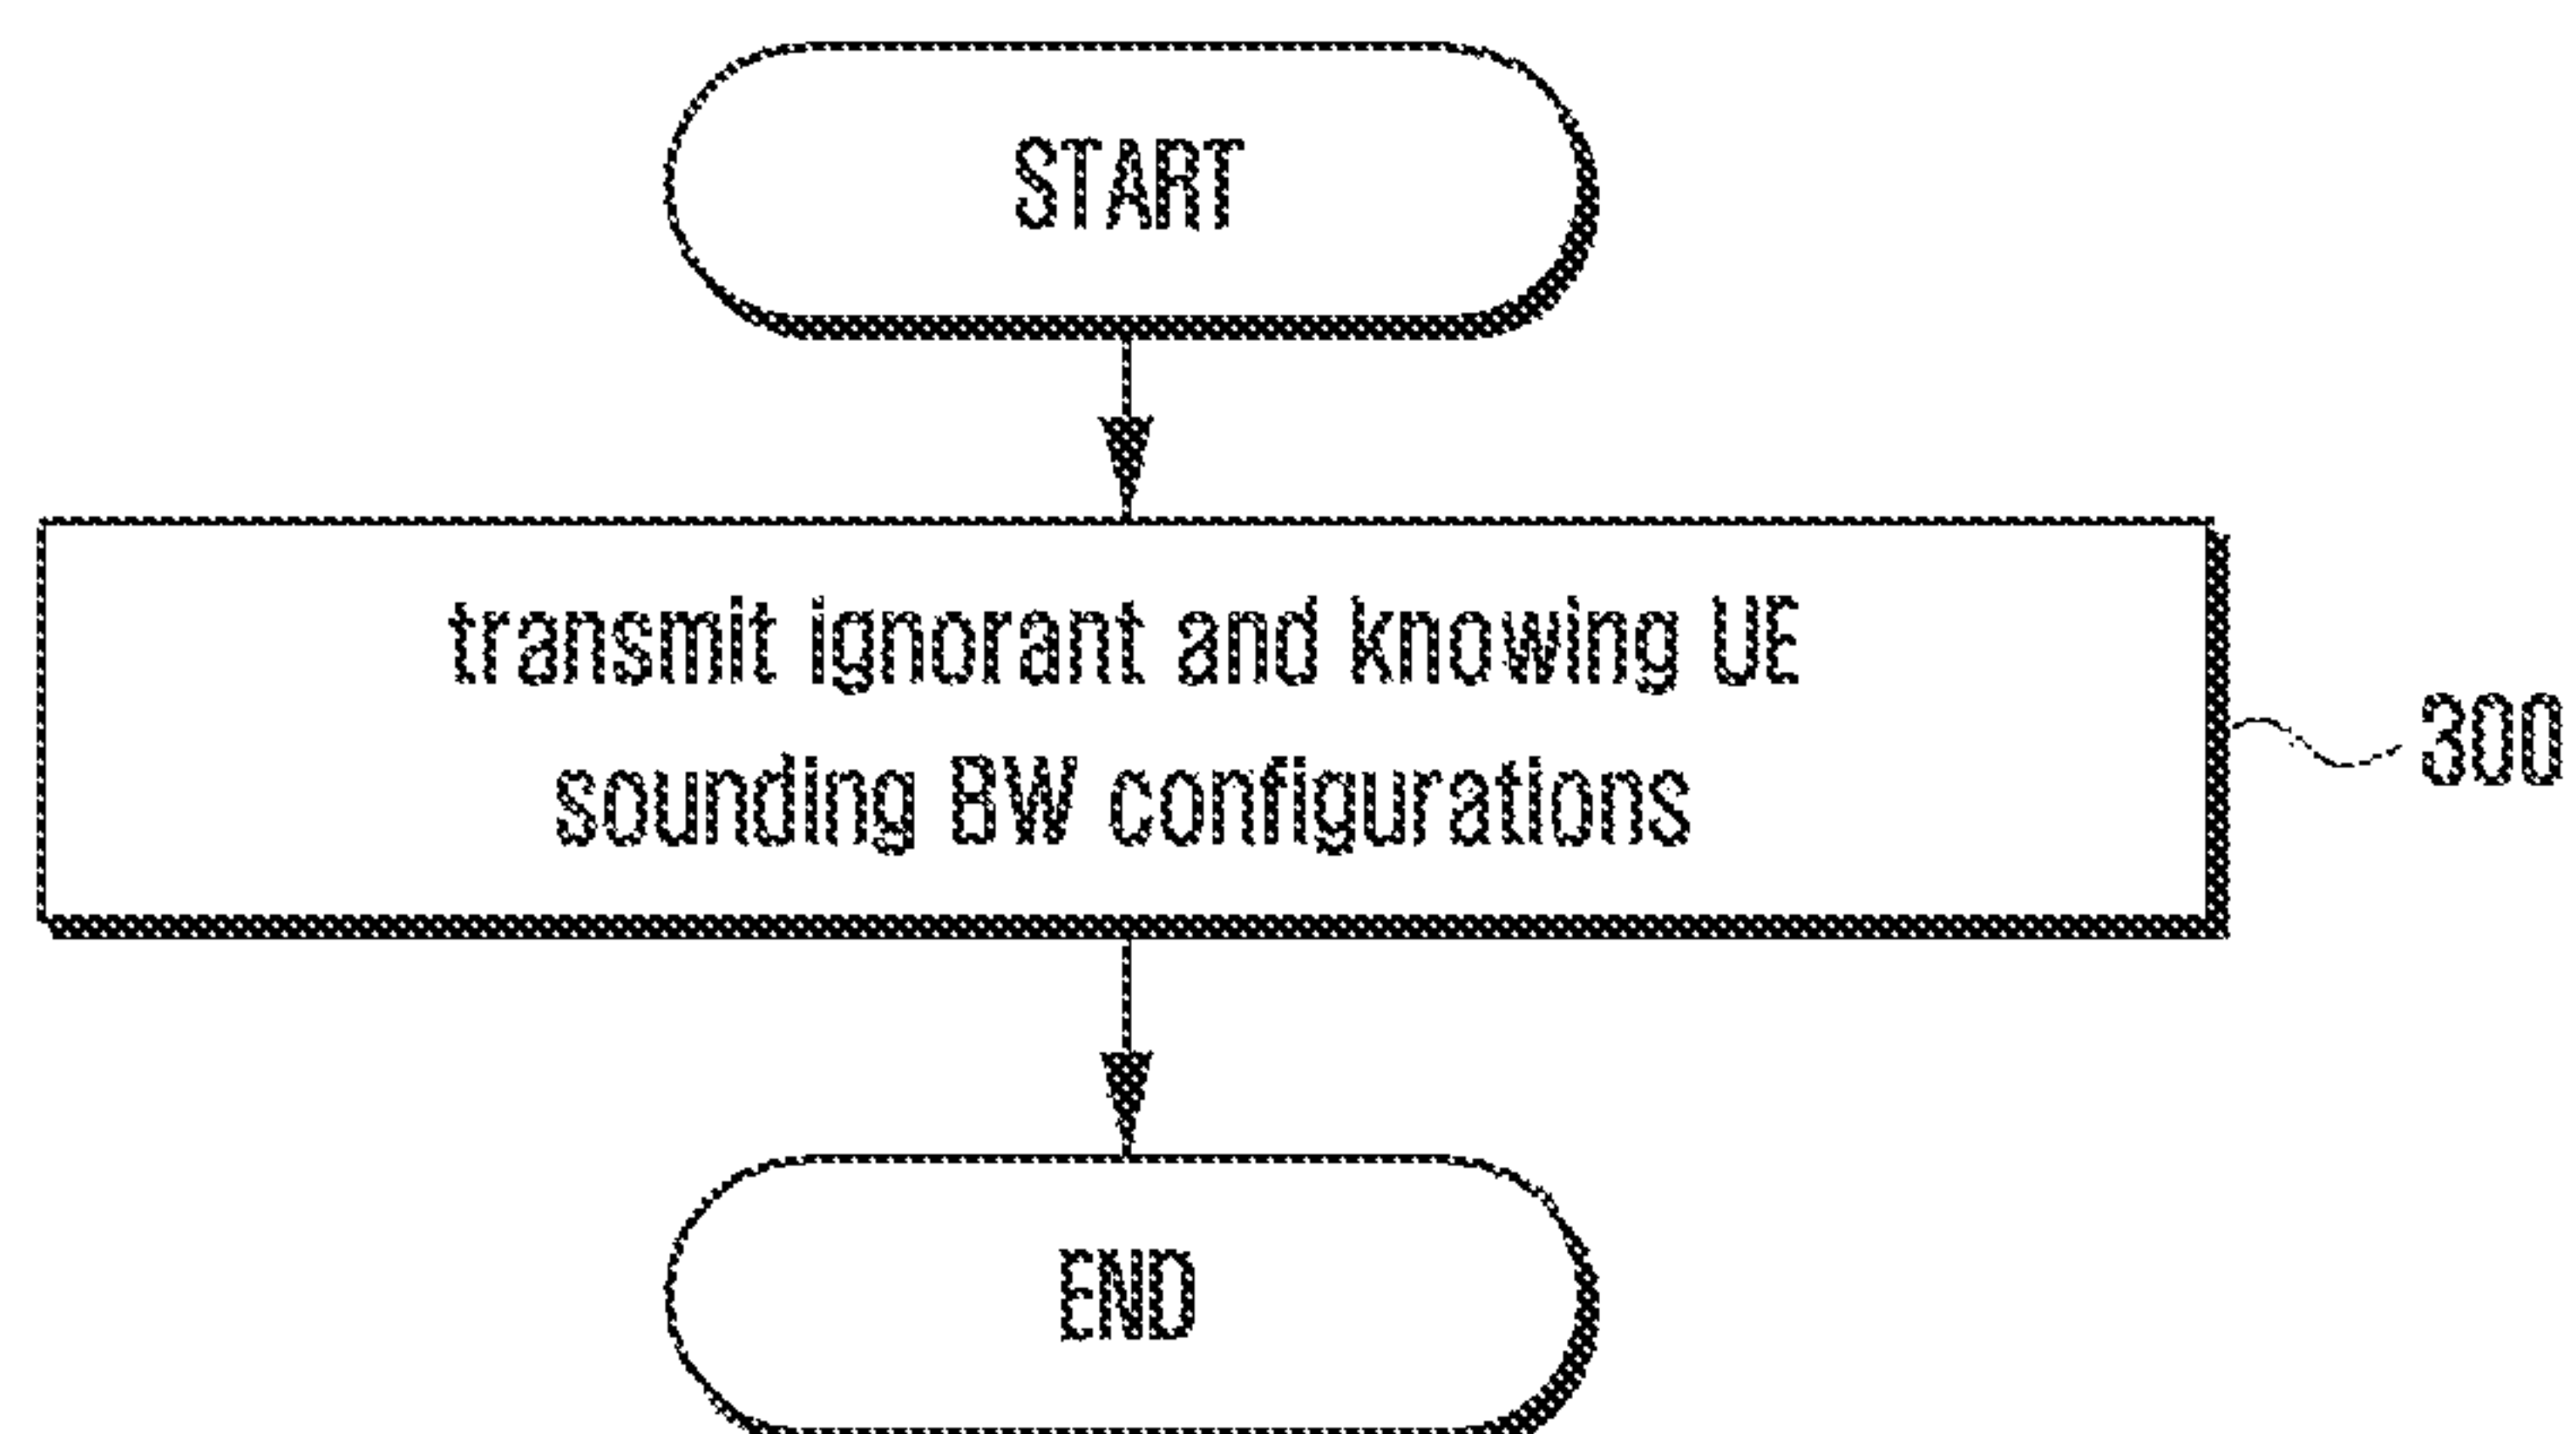 START
transmit ignorant and knowing UE
sounding BW configurations
300
END